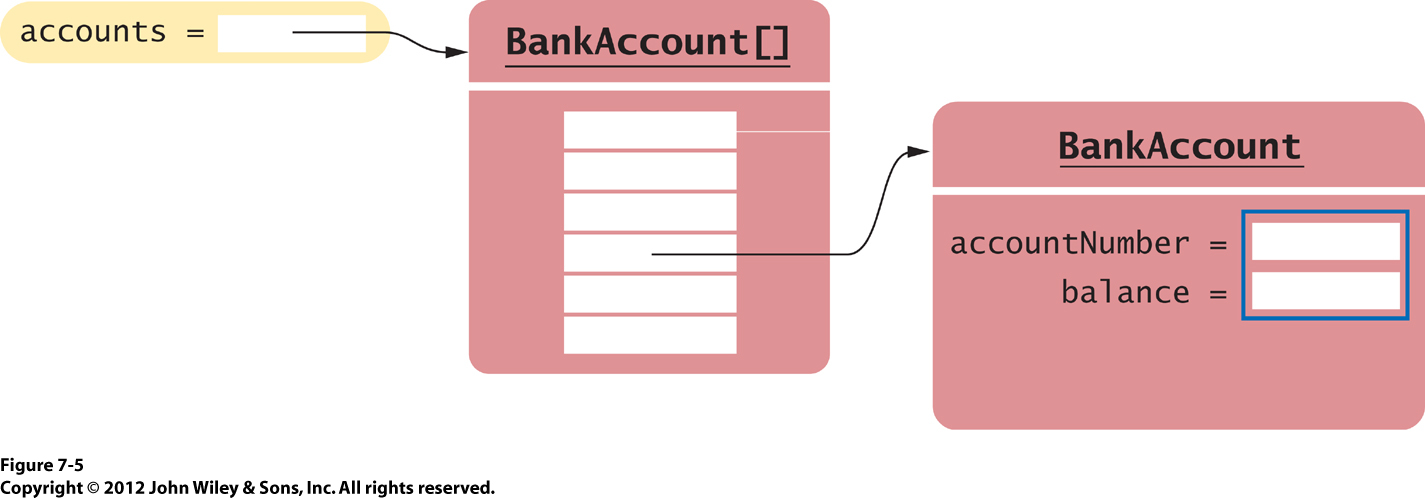 accounts =
BankAccount[]
BankAccount
accountNumber =
balance =
Figure 7-5
Copyright © 2012 John Wiley & Sons, Inc. All rights reserved.